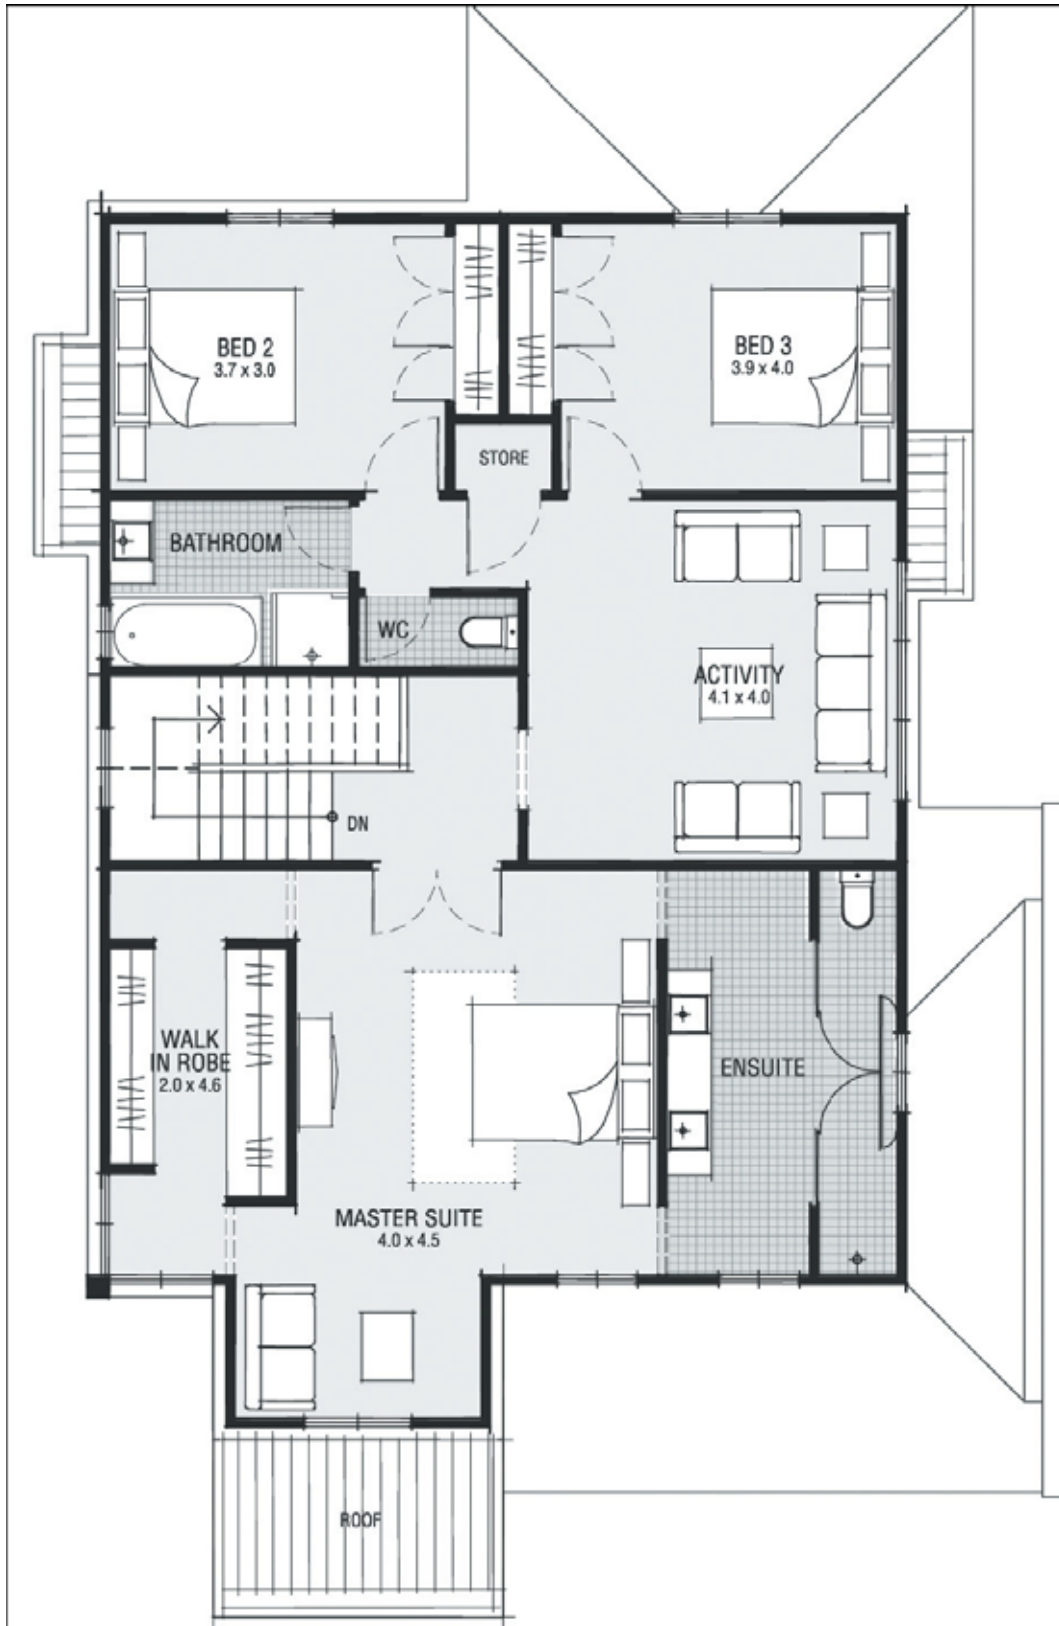 BED 2
3.7 x 3.0
BED 3
3.9 x 4.0
STORE
BATHROOM
WC
ACTIVITY
4.1 x 4.0
DN
WALK
IN ROBE
2.0 x 4.6
ENSUITE
MASTER SUITE
4.0 x 4.5
ROOF